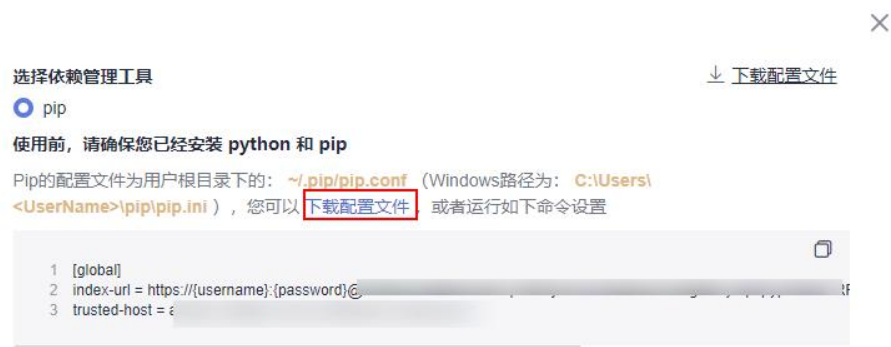 选择依赖管理工具
下载配置文件
pip
使用前，请确保您已经安装 python 和 pip
Pip的配置文件为用户根目录下的： ~/.pip/pip.conf （Windows路径为： C:\Users\
<UserName>\pip\pip.ini ），您可以 下载配置文件 ，或者运行如下命令设置
1 [global]
2 index-url = https://{username}:{password}@
3 trusted-host = a